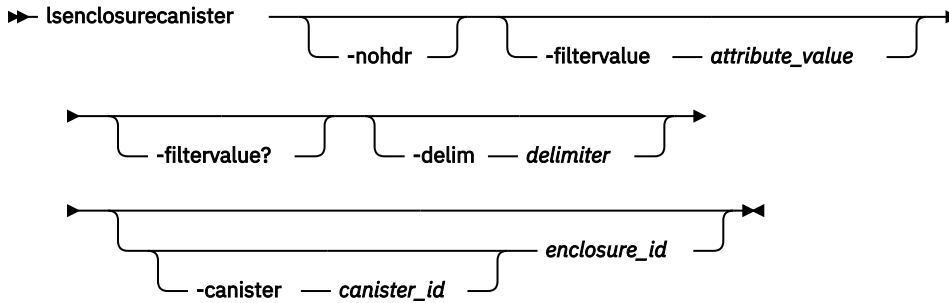 lsenclosurecanister
-nohdr -filtervalue attribute_value
-filtervalue? -delim delimiter
enclosure_id
-canister canister_id